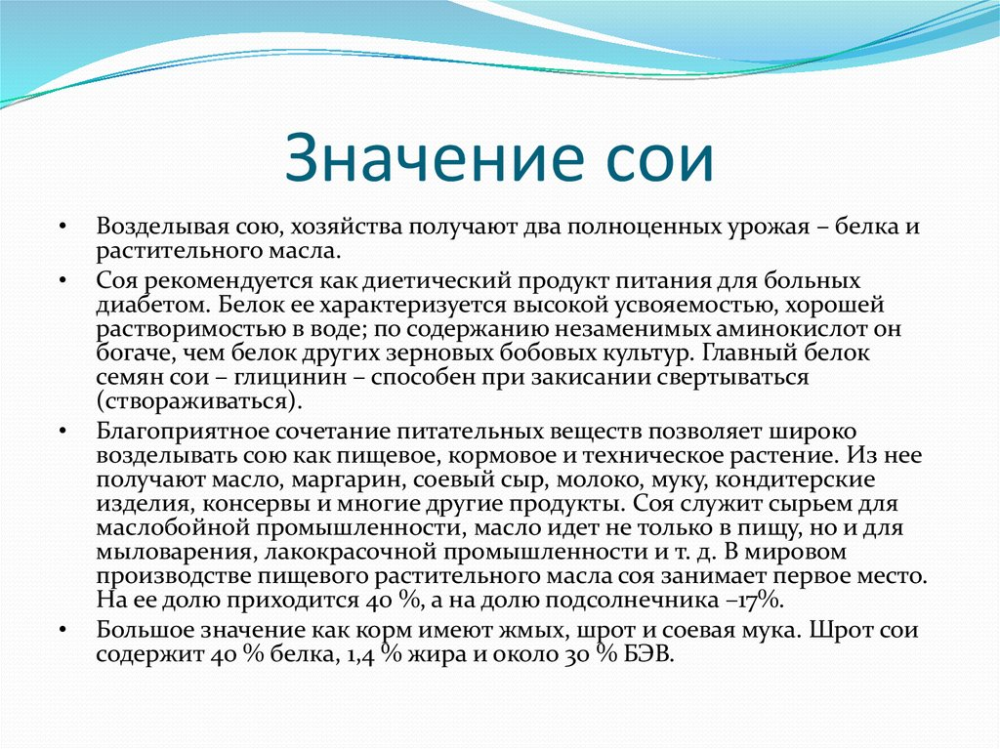 Значение сои
• Возделывая сою, хозяйства получают два полноценных урожая – белка и
растительного масла.
• Соя рекомендуется как диетический продукт питания для больных
диабетом. Белок ее характеризуется высокой усвояемостью, хорошей
растворимостью в воде; по содержанию незаменимых аминокислот он
богаче, чем белок других зерновых бобовых культур. Главный белок
семян сои – глицинин – способен при закисании свертываться
(створаживаться).
• Благоприятное сочетание питательных веществ позволяет широко
возделывать сою как пищевое, кормовое и техническое растение. Из нее
получают масло, маргарин, соевый сыр, молоко, муку, кондитерские
изделия, консервы и многие другие продукты. Соя служит сырьем для
маслобойной промышленности, масло идет не только в пищу, но и для
мыловарения, лакокрасочной промышленности и т. д. В мировом
производстве пищевого растительного масла соя занимает первое место.
На ее долю приходится 40 %, а на долю подсолнечника –17%.
• Большое значение как корм имеют жмых, шрот и соевая мука. Шрот сои
содержит 40 % белка, 1,4 % жира и около 30 % БЭВ.